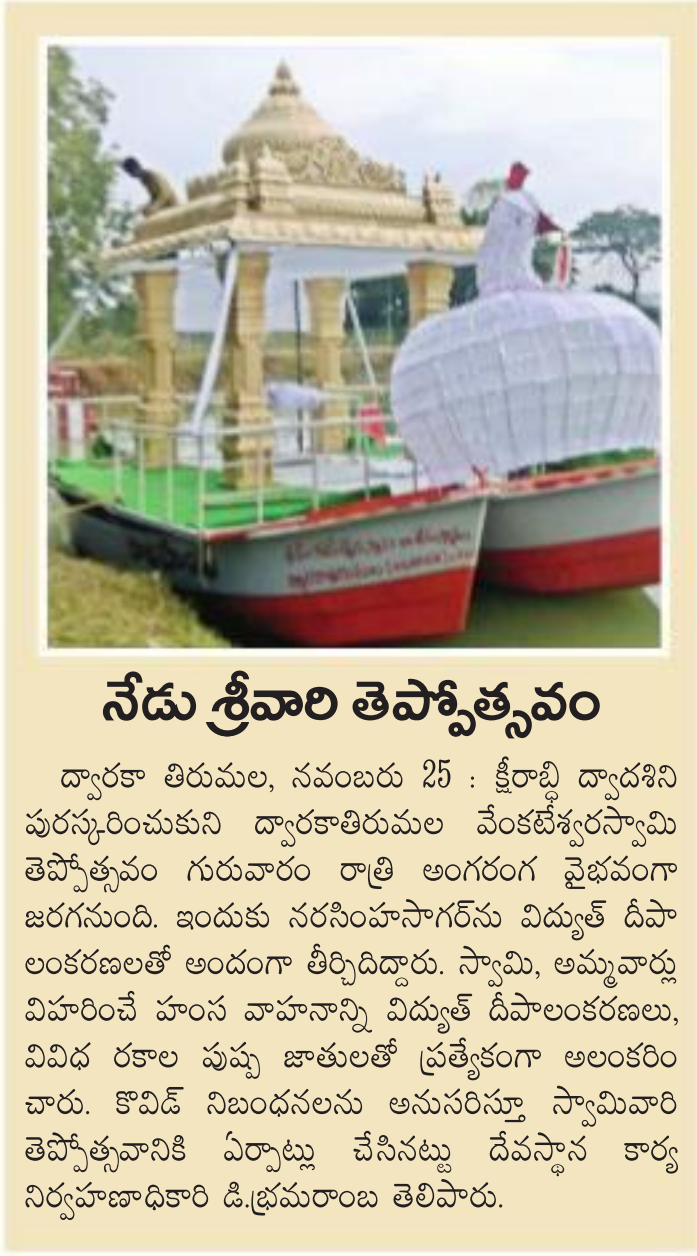 నేడు శ్రీవారి తెప్పోత్సవం
ద్వారకా తిరుమల, నవంబరు 25 : క్షీరాబ్ధి ద్వాదశిని
పురస్కరించుకుని ద్వారకాతిరుమల వేంకటేశ్వరస్వామి
తెప్పోత్సవం గురువారం రాత్రి అంగరంగ వైభవంగా
జరగనుంది. ఇందుకు నరసింహసాగర్‌ను విద్యుత్ దీపా
లంకరణలతో అందంగా తీర్చిదిద్దారు. స్వామి, అమ్మవార్లు
విహరించే హంస వాహనాన్ని విద్యుత్ దీపాలంకరణలు,
వివిధ రకాల పుష్ప జాతులతో ప్రత్యేకంగా అలంకరిం
చారు. కొవిడ్ నిబంధనలను అనుసరిస్తూ స్వామివారి
తెప్పోత్సవానికి ఏర్పాట్లు చేసినట్టు దేవస్థాన కార్య
నిర్వహణాధికారి డి.భ్రమరాంబ తెలిపారు.